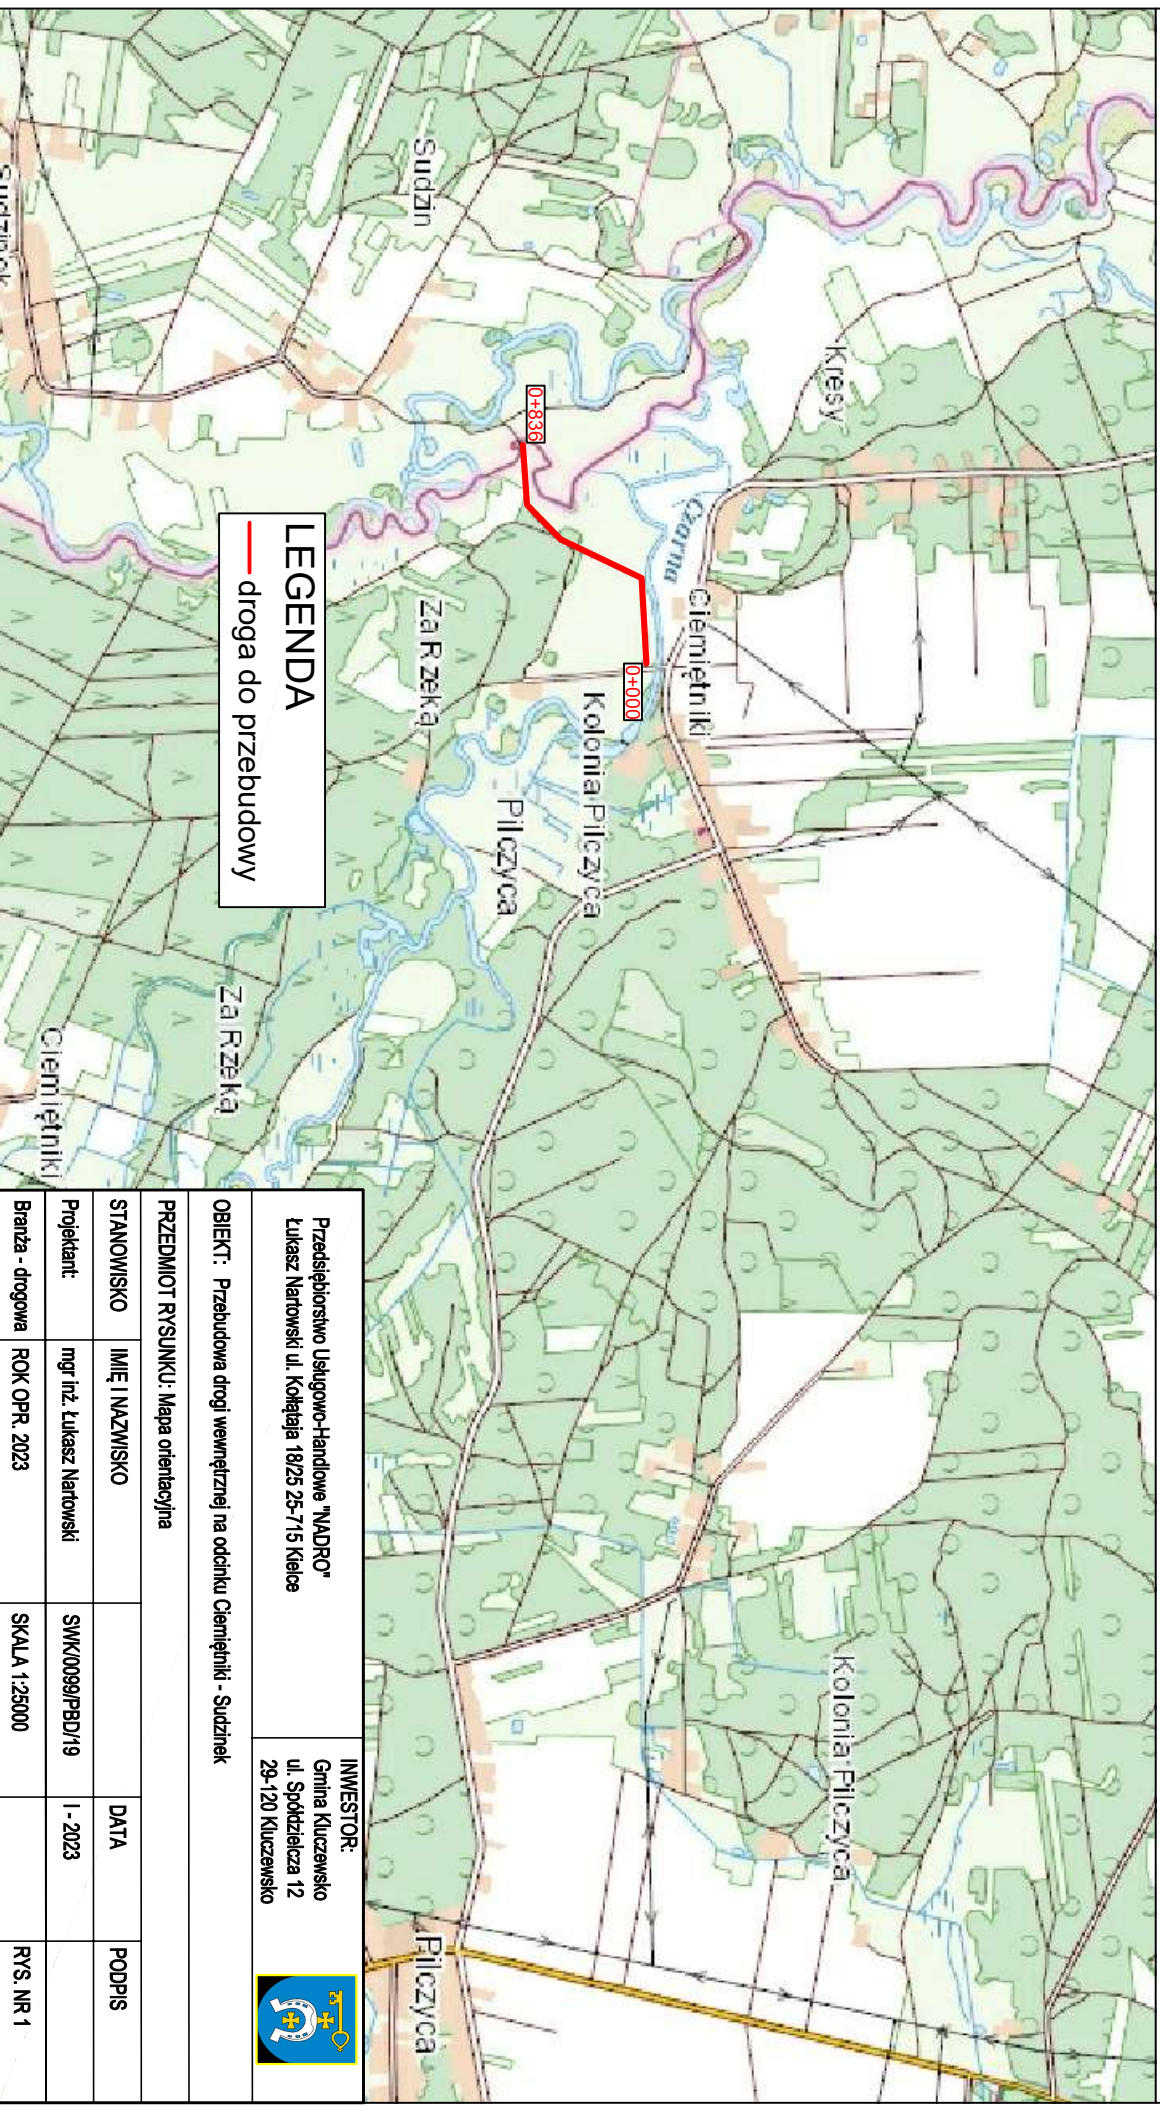 Kresy
Sudzin
Sudzinek
0+836
Czarna
Ciemiętniki
0+000
Kolonia Pilczyca
Pilczyca
Za Rzeką
Za Rzeką
Ciemiętniki
Kolonia Pilczyca
Pilczyca
LEGENDA
droga do przebudowy
Przedsiębiorstwo Usługowo-Handlowe "NADRO"
Łukasz Nartowski ul. Kołłątaja 18/25 25-715 Kielce
INWESTOR:
Gmina Kluczewsko
ul. Spółdzielcza 12
29-120 Kluczewsko
OBIEKT: Przebudowa drogi wewnętrznej na odcinku Ciemiętniki - Sudzinek
PRZEDMIOT RYSUNKU: Mapa orientacyjna
STANOWISKO IMIĘ I NAZWISKO DATA PODPIS
Projektant: mgr inż. Łukasz Nartowski SWK/0099/PBD/19 I - 2023
Branża - drogowa ROK OPR. 2023 SKALA 1:25000 RYS. NR 1